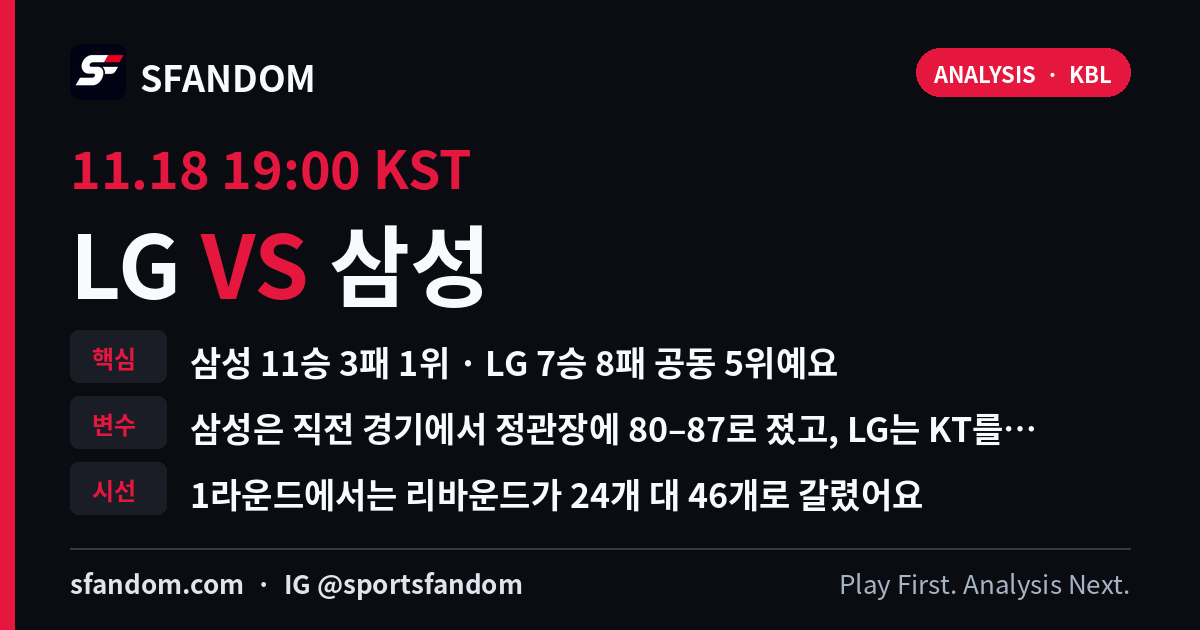 SF SFANDOM
ANALYSIS · KBL
11.18 19:00 KST
LG VS 삼성
핵심 삼성 11승 3패 1위 · LG 7승 8패 공동 5위예요
변수 삼성은 직전 경기에서 정관장에 80–87로 졌고, LG는 KT를…
시선 1라운드에서는 리바운드가 24개 대 46개로 갈렸어요
sfandom.com · IG @sportsfandom
Play First. Analysis Next.